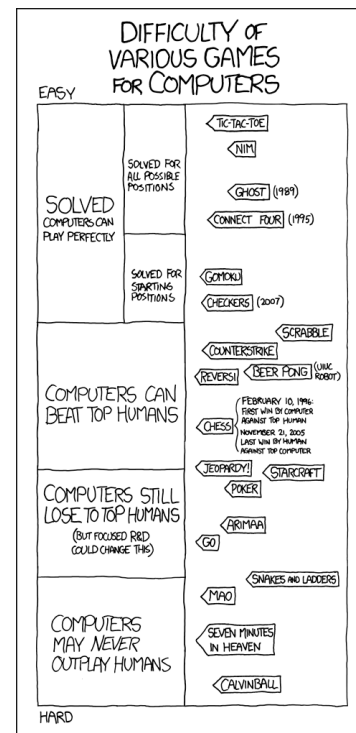 DIFFICULTY OF
VARIOUS GAMES
FOR COMPUTERS
EASY
SOLVED
COMPUTERS CAN
PLAY PERFECTLY
SOLVED FOR
ALL POSSIBLE
POSITIONS
TIC-TAC-TOE
NIM
GHOST (1989)
CONNECT FOUR (1995)
SOLVED FOR
STARTING
POSITIONS
GOMOKU
CHECKERS (2007)
COMPUTERS CAN
BEAT TOP HUMANS
SCRABBLE
COUNTERSTRIKE
REVERSI
BEER PONG (UIUC
ROBOT)
CHESS
FEBRUARY 10, 1996:
FIRST WIN BY COMPUTER
AGAINST TOP HUMAN
NOVEMBER 21, 2005
LAST WIN BY HUMAN
AGAINST TOP COMPUTER
COMPUTERS STILL
LOSE TO TOP HUMANS
(BUT FOCUSED R&D
COULD CHANGE THIS)
JEOPARDY!
STARCRAFT
POKER
ARIMAA
GO
COMPUTERS
MAY NEVER
OUTPLAY HUMANS
SNAKES AND LADDERS
MAO
SEVEN MINUTES
IN HEAVEN
CALVINBALL
HARD